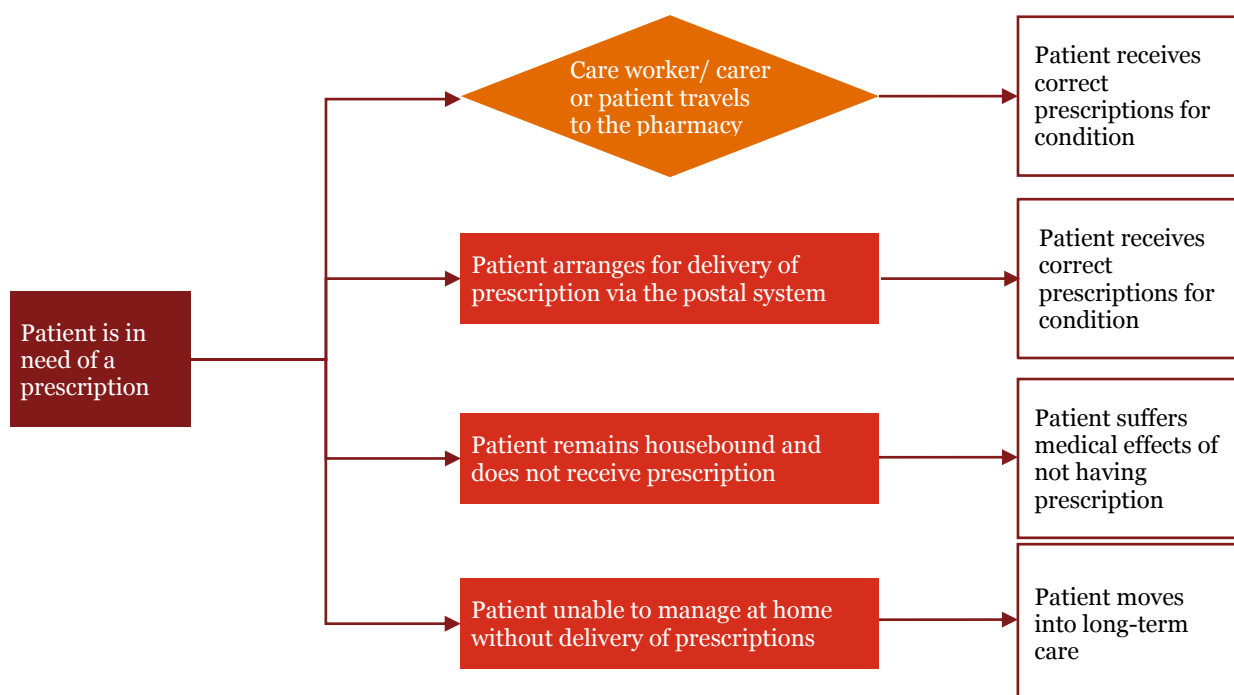 Care worker/ carer
or patient travels
to the pharmacy
Patient receives
correct
prescriptions for
condition
Patient arranges for delivery of
prescription via the postal system
Patient receives
correct
prescriptions for
condition
Patient is in
need of a
prescription
Patient remains housebound and
does not receive prescription
Patient suffers
medical effects of
not having
prescription
Patient unable to manage at home
without delivery of prescriptions
Patient moves
into long-term
care